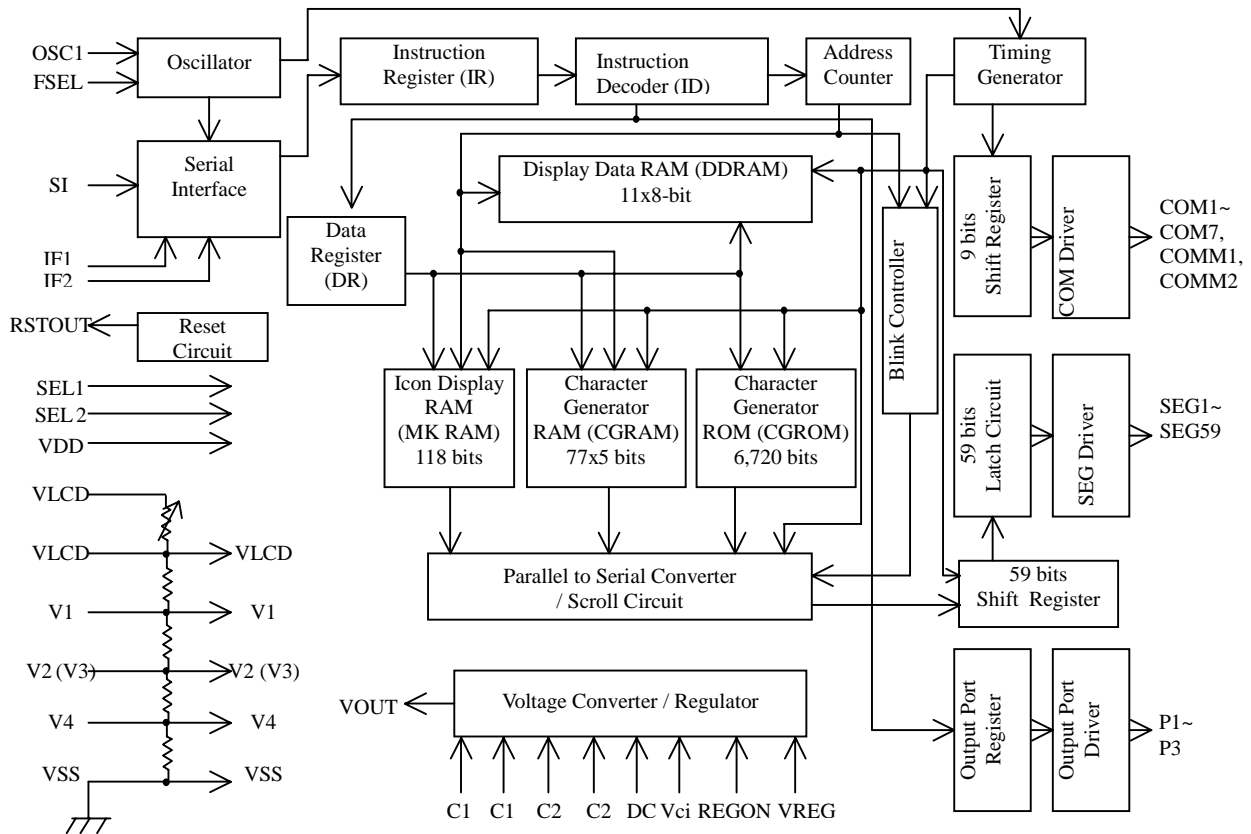 OSC1
FSEL
Oscillator
Instruction
Register (IR)
Instruction
Decoder (ID)
Address
Counter
Timing
Generator
SI
Serial
Interface
IF1
IF2
Display Data RAM (DDRAM)
11x8-bit
Data
Register
(DR)
Blink Controller
9 bits
Shift Register
COM Driver
COM1~
COM7,
COMM1,
COMM2
RSTOUT
Reset
Circuit
SEL1
SEL 2
VDD
Icon Display
RAM
(MK RAM)
118 bits
Character
Generator
RAM (CGRAM)
77x5 bits
Character
Generator
ROM (CGROM)
6,720 bits
59 bits
Latch Circuit
SEG Driver
SEG1~
SEG59
VLCD
VLCD
VLCD
V1
V1
V2 (V3)
V2 (V3)
V4
V4
VSS
VSS
Parallel to Serial Converter
/ Scroll Circuit
59 bits
Shift Register
VOUT
Voltage Converter / Regulator
C1
C1
C2
C2
DC
Vci
REGON
VREG
Output Port
Register
Output Port
Driver
P1~
P3